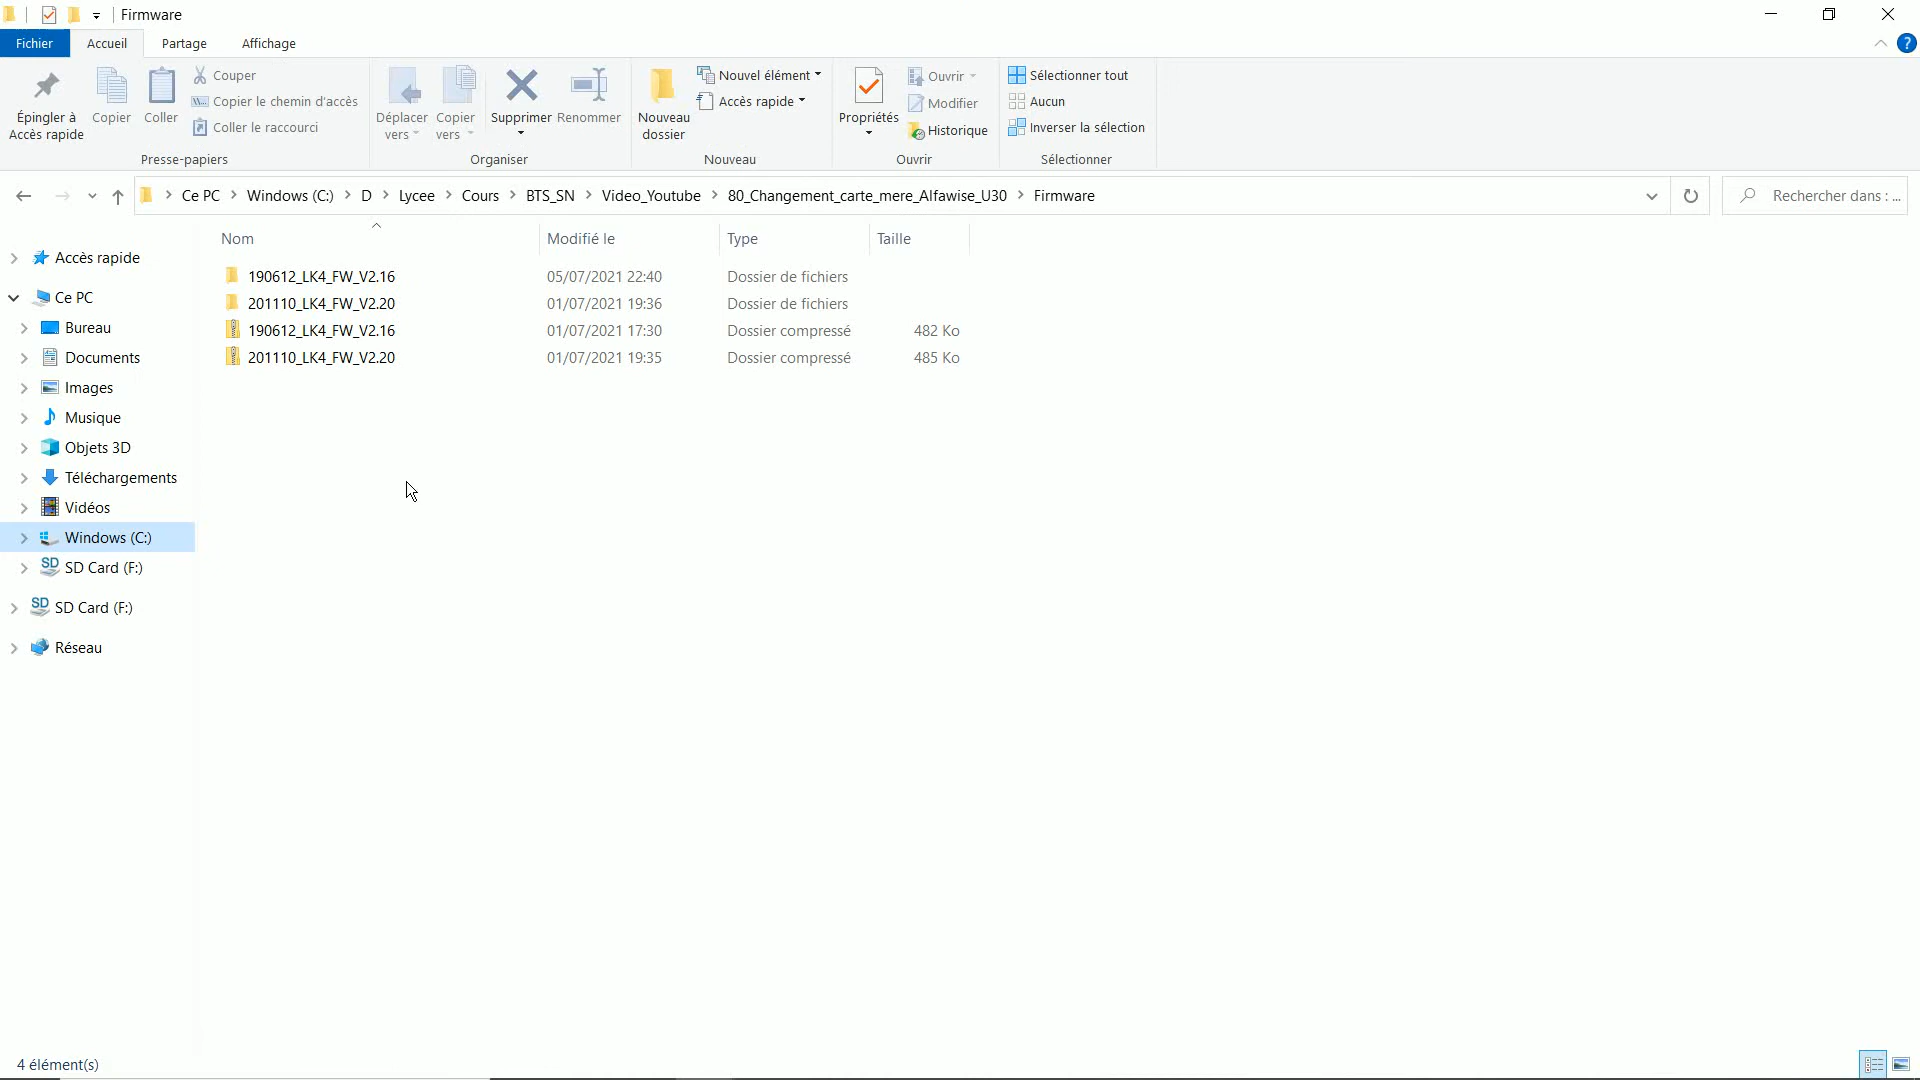 Firmware
Fichier Accueil Partage Affichage ?
Épingler à Accès rapide
Copier
Coller
Couper
Copier le chemin d'accès
Coller le raccourci
Presse-papiers
Déplacer vers
Copier vers
Supprimer
Renommer
Organiser
Nouveau dossier
Nouvel élément
Accès rapide
Nouveau
Propriétés
Ouvrir
Modifier
Historique
Ouvrir
Sélectionner tout
Aucun
Inverser la sélection
Sélectionner
Ce PC > Windows (C:) > D > Lycee > Cours > BTS_SN > Video_Youtube > 80_Changement_carte_mere_Alfawise_U30 > Firmware
Rechercher dans : ...
Accès rapide
Ce PC
Bureau
Documents
Images
Musique
Objets 3D
Téléchargements
Vidéos
Windows (C:)
SD SD Card (F:)
SD SD Card (F:)
Réseau
Nom Modifié le Type Taille
190612_LK4_FW_V2.16 05/07/2021 22:40 Dossier de fichiers
201110_LK4_FW_V2.20 01/07/2021 19:36 Dossier de fichiers
190612_LK4_FW_V2.16 01/07/2021 17:30 Dossier compressé 482 Ko
201110_LK4_FW_V2.20 01/07/2021 19:35 Dossier compressé 485 Ko
4 élément(s)